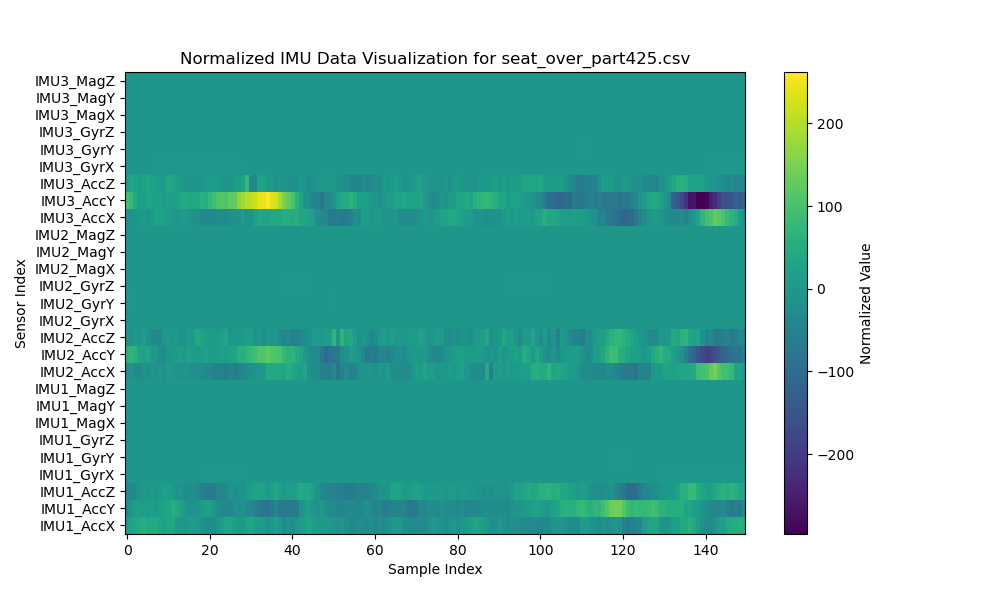 Normalized IMU Data Visualization for seat_over_part425.csv
IMU3_MagZ
IMU3_MagY
IMU3_MagX
IMU3_GyrZ
IMU3_GyrY
IMU3_GyrX
IMU3_AccZ
IMU3_AccY
IMU3_AccX
IMU2_MagZ
IMU2_MagY
IMU2_MagX
IMU2_GyrZ
IMU2_GyrY
IMU2_GyrX
IMU2_AccZ
IMU2_AccY
IMU2_AccX
IMU1_MagZ
IMU1_MagY
IMU1_MagX
IMU1_GyrZ
IMU1_GyrY
IMU1_GyrX
IMU1_AccZ
IMU1_AccY
IMU1_AccX
Sensor Index
0 20 40 60 80 100 120 140
Sample Index
200
100
0
−100
−200
Normalized Value